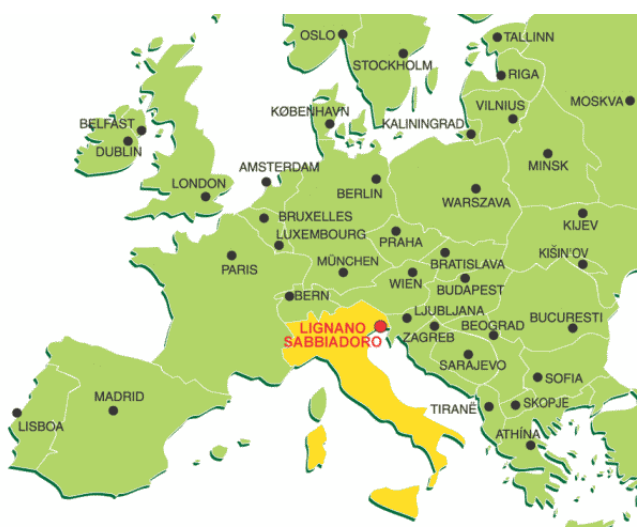 OSLO
TALLINN
STOCKHOLM
RIGA
MOSKVA
KØBENHAVN
VILNIUS
BELFAST
KALININGRAD
DUBLIN
MINSK
AMSTERDAM
LONDON
BERLIN
WARSZAVA
BRUXELLES
KIJEV
LUXEMBOURG
PRAHA
PARIS
MÜNCHEN
BRATISLAVA
KIŠIN'OV
WIEN
BUDAPEST
BERN
LJUBLJANA
BUCURESTI
LIGNANO
SABBIADORO
ZAGREB
BEOGRAD
SARAJEVO
SOFIA
MADRID
TIRANË
SKOPJE
LISBOA
ATHÍNA